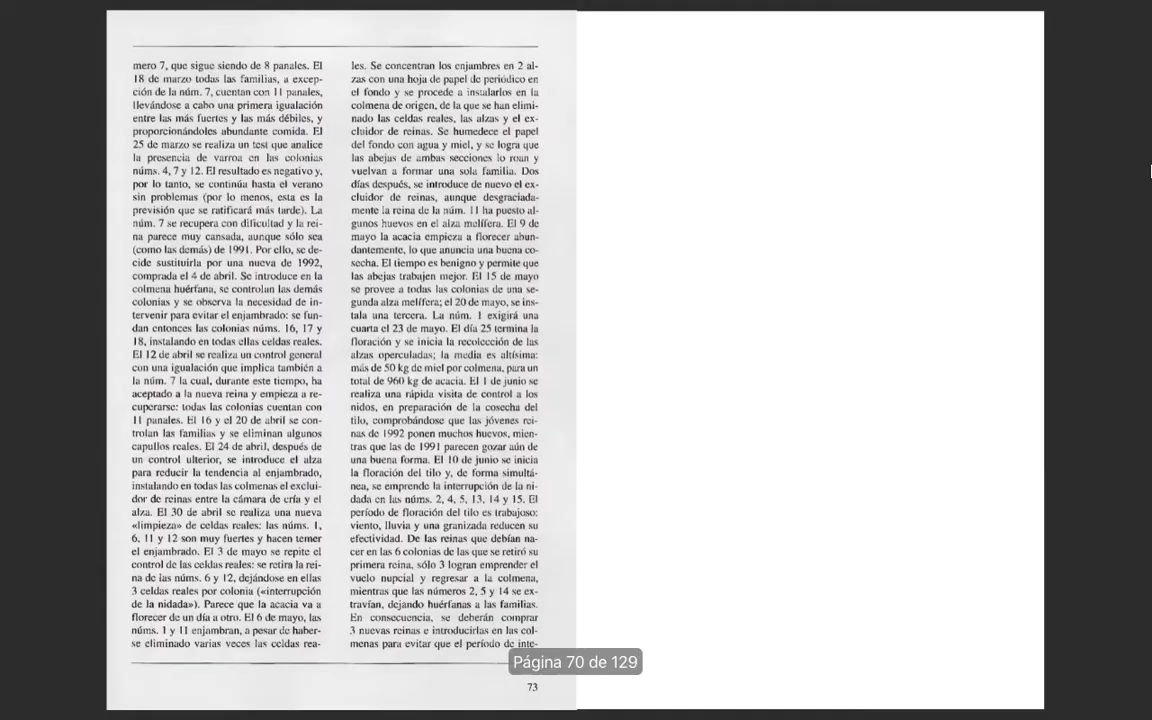 mero 7, que sigue siendo de 8 panales. El
18 de marzo todas las familias, a excep-
ción de la núm. 7, cuentan con 11 panales,
llevándose a cabo una primera igualación
entre las más fuertes y las más débiles, y
proporcionándoles abundante comida. El
25 de marzo se realiza un test que analice
la presencia de varroa en las colonias
núms. 4, 7 y 12. El resultado es negativo y,
por lo tanto, se continúa hasta el verano
sin problemas (por lo menos, esta es la
previsión que se ratificará más tarde). La
núm. 7 se recupera con dificultad y la rei-
na parece muy cansada, aunque sólo sea
(como las demás) de 1991. Por ello, se de-
cide sustituirla por una nueva de 1992,
comprada el 4 de abril. Se introduce en la
colmena huérfana, se controlan las demás
colonias y se observa la necesidad de in-
tervenir para evitar el enjambrado: se fun-
dan entonces las colonias núms. 16, 17 y
18, instalando en todas ellas celdas reales.
El 12 de abril se realiza un control general
con una igualación que implica también a
la núm. 7 la cual, durante este tiempo, ha
aceptado a la nueva reina y empieza a re-
cuperarse: todas las colonias cuentan con
11 panales. El 16 y el 20 de abril se con-
trolan las familias y se eliminan algunos
capullos reales. El 24 de abril, después de
un control ulterior, se introduce el alza
para reducir la tendencia al enjambrado,
instalando en todas las colmenas el exclui-
dor de reinas entre la cámara de cría y el
alza. El 30 de abril se realiza una nueva
«limpieza» de celdas reales: las núms. 1,
6, 11 y 12 son muy fuertes y hacen temer
el enjambrado. El 3 de mayo se repite el
control de las celdas reales: se retira la rei-
na de las núms. 6 y 12, dejándose en ellas
3 celdas reales por colonia («interrupción
de la nidada»). Parece que la acacia va a
florecer de un día a otro. El 6 de mayo, las
núms. 1 y 11 enjambran, a pesar de haber-
se eliminado varias veces las celdas rea-
les. Se concentran los enjambres en 2 al-
zas con una hoja de papel de periódico en
el fondo y se procede a instalarlos en la
colmena de origen, de la que se han elimi-
nado las celdas reales, las alzas y el ex-
cluidor de reinas. Se humedece el papel
del fondo con agua y miel, y se logra que
las abejas de ambas secciones lo roan y
vuelvan a formar una sola familia. Dos
días después, se introduce de nuevo el ex-
cluidor de reinas, aunque desgraciada-
mente la reina de la núm. 11 ha puesto al-
gunos huevos en el alza melífera. El 9 de
mayo la acacia empieza a florecer abun-
dantemente, lo que anuncia una buena co-
secha. El tiempo es benigno y permite que
las abejas trabajen mejor. El 15 de mayo
se provee a todas las colonias de una se-
gunda alza melífera; el 20 de mayo, se ins-
tala una tercera. La núm. 1 exigirá una
cuarta el 23 de mayo. El día 25 termina la
floración y se inicia la recolección de las
alzas operculadas; la media es altísima:
más de 50 kg de miel por colmena, para un
total de 960 kg de acacia. El 1 de junio se
realiza una rápida visita de control a los
nidos, en preparación de la cosecha del
tilo, comprobándose que las jóvenes rei-
nas de 1992 ponen muchos huevos, mien-
tras que las de 1991 parecen gozar aún de
una buena forma. El 10 de junio se inicia
la floración del tilo y, de forma simultá-
nea, se emprende la interrupción de la ni-
dada en las núms. 2, 4, 5, 13, 14 y 15. El
período de floración del tilo es trabajoso:
viento, lluvia y una granizada reducen su
efectividad. De las reinas que debían na-
cer en las 6 colonias de las que se retiró su
primera reina, sólo 3 logran emprender el
vuelo nupcial y regresar a la colmena,
mientras que las números 2, 5 y 14 se ex-
travían, dejando huérfanas a las familias.
En consecuencia, se deberán comprar
3 nuevas reinas e introducirlas en las col-
menas para evitar que el período de inte-
Página 70 de 129
73